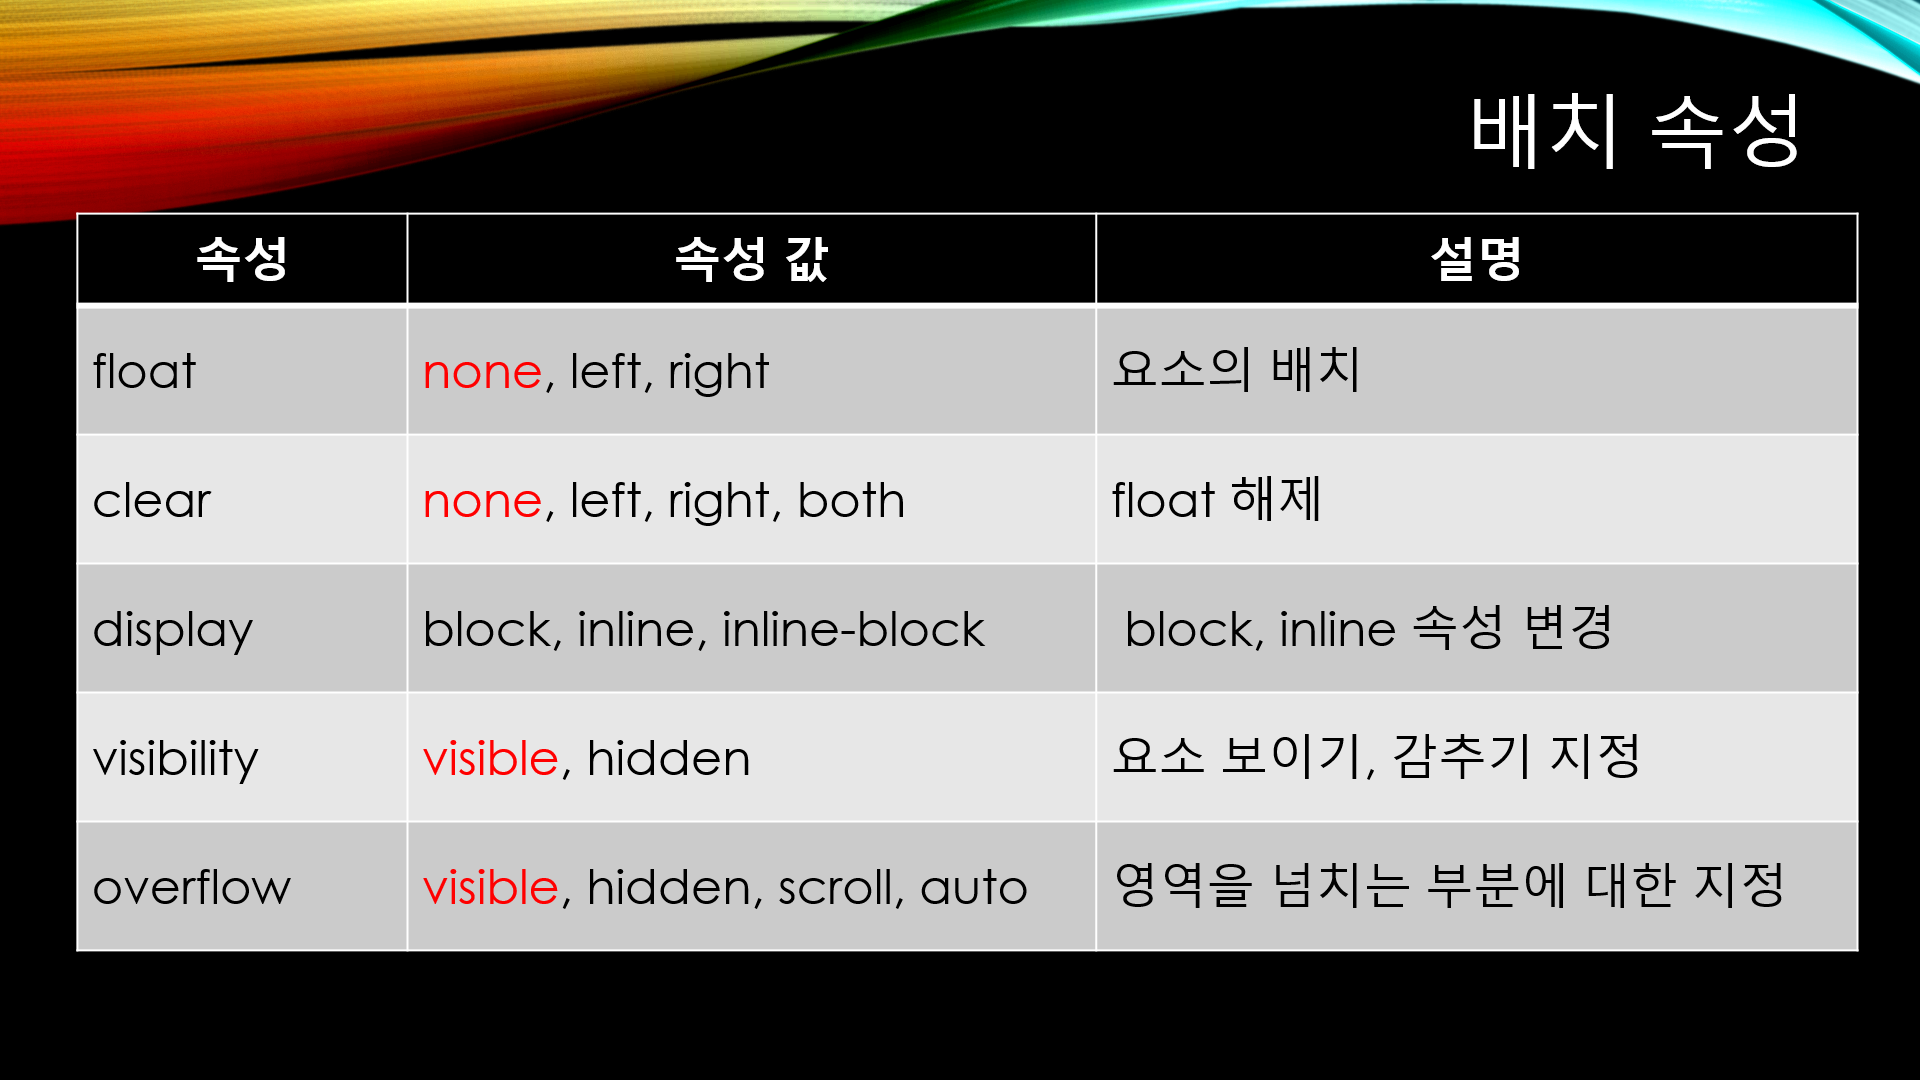 배치 속성
속성 속성 값 설명
float none, left, right 요소의 배치
clear none, left, right, both float 해제
display block, inline, inline-block block, inline 속성 변경
visibility visible, hidden 요소 보이기, 감추기 지정
overflow visible, hidden, scroll, auto 영역을 넘치는 부분에 대한 지정